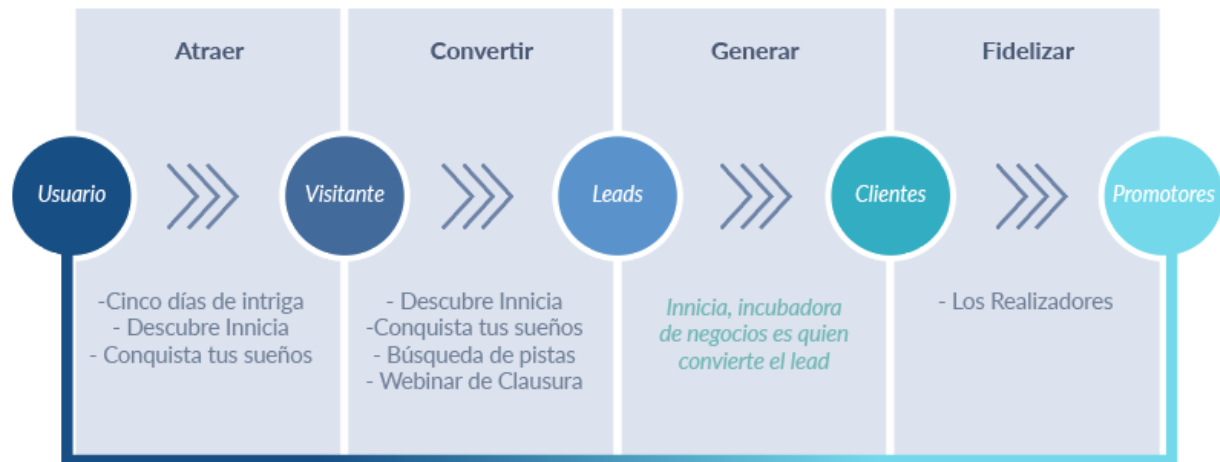 Atraer
Convertir
Generar
Fidelizar
Usuario
Visitante
Leads
Clientes
Promotores
-Cinco días de intriga
- Descubre Innicia
- Conquista tus sueños
- Descubre Innicia
-Conquista tus sueños
- Búsqueda de pistas
- Webinar de Clausura
Innicia, incubadora
de negocios es quien
convierte el lead
- Los Realizadores